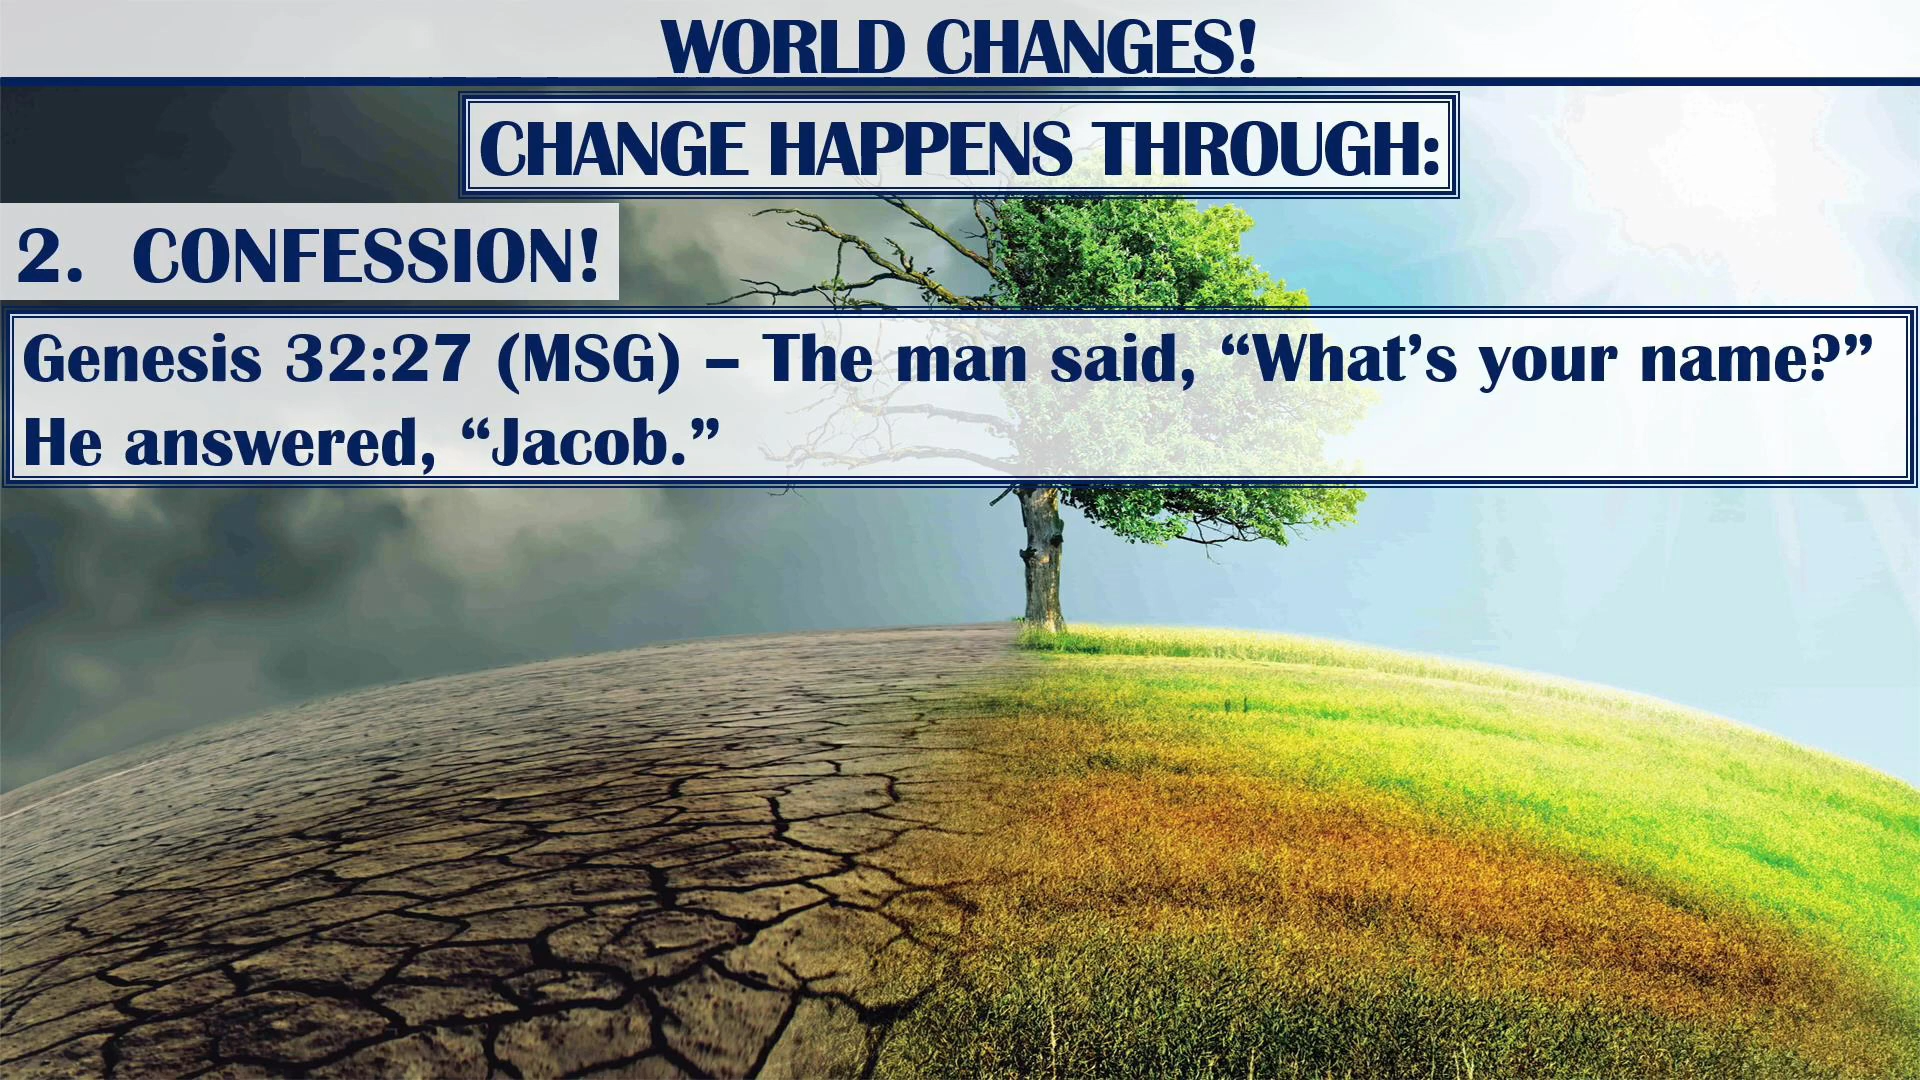 WORLD CHANGES!
CHANGE HAPPENS THROUGH:
2. CONFESSION!
Genesis 32:27 (MSG) – The man said, “What’s your name?”
He answered, “Jacob.”